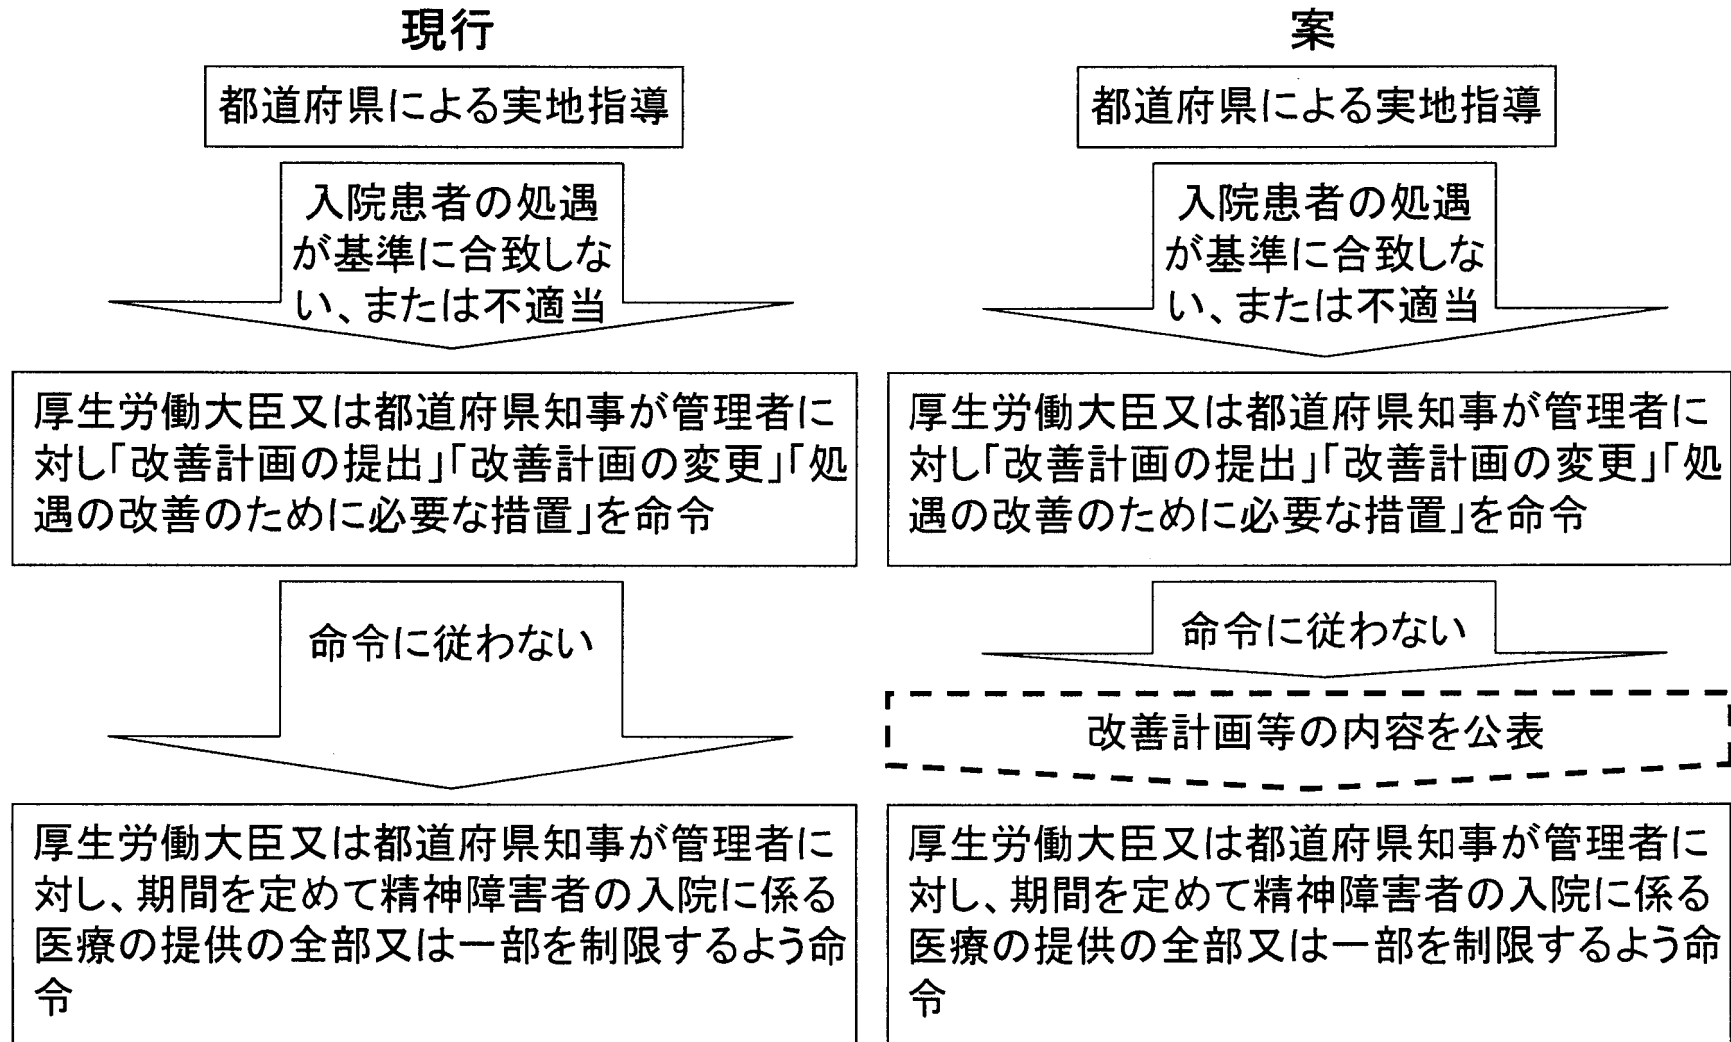 現行
都道府県による実地指導
入院患者の処遇
が基準に合致しな
い、または不適当
厚生労働大臣又は都道府県知事が管理者に
対し「改善計画の提出」「改善計画の変更」「処
遇の改善のために必要な措置」を命令
命令に従わない
厚生労働大臣又は都道府県知事が管理者に
対し、期間を定めて精神障害者の入院に係る
医療の提供の全部又は一部を制限するよう命
令
案
都道府県による実地指導
入院患者の処遇
が基準に合致しな
い、または不適当
厚生労働大臣又は都道府県知事が管理者に
対し「改善計画の提出」「改善計画の変更」「処
遇の改善のために必要な措置」を命令
命令に従わない
改善計画等の内容を公表
厚生労働大臣又は都道府県知事が管理者に
対し、期間を定めて精神障害者の入院に係る
医療の提供の全部又は一部を制限するよう命
令